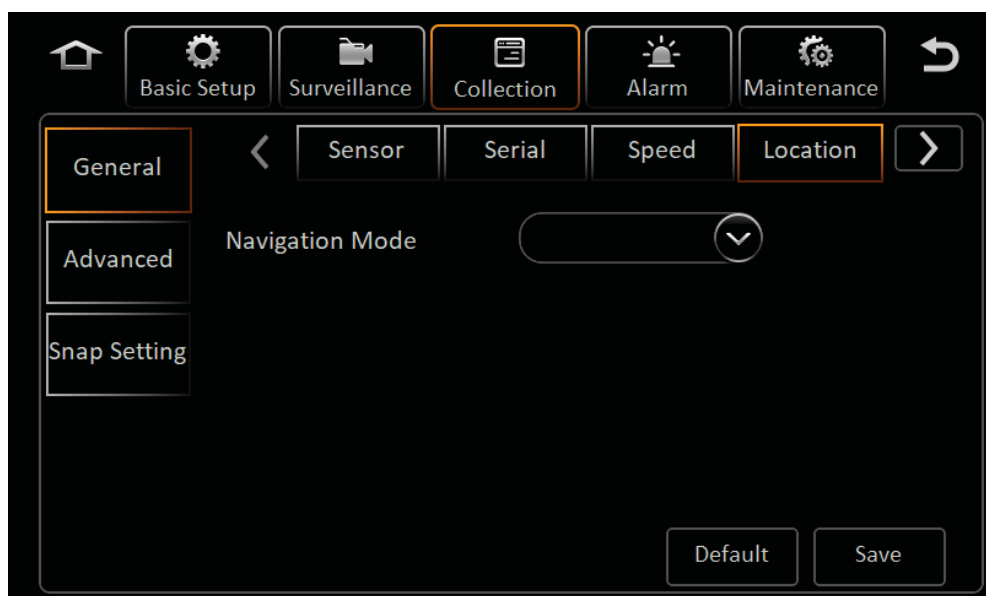 Basic Setup
Surveillance
Collection
Alarm
Maintenance
General
Sensor
Serial
Speed
Location
Advanced
Navigation Mode
Snap Setting
Default
Save